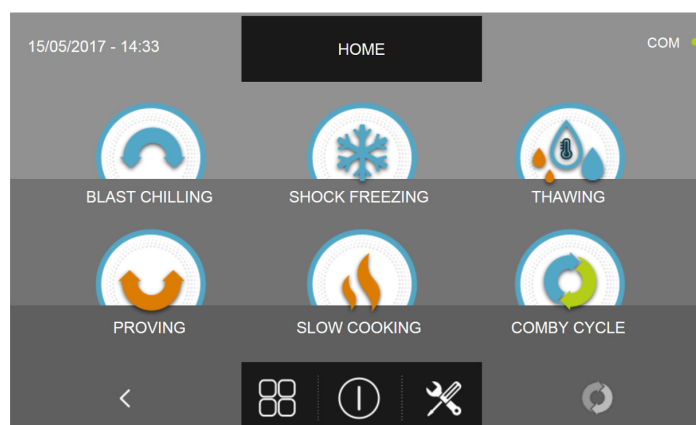 15/05/2017 - 14:33
HOME
COM
BLAST CHILLING
SHOCK FREEZING
THAWING
PROVING
SLOW COOKING
COMBY CYCLE